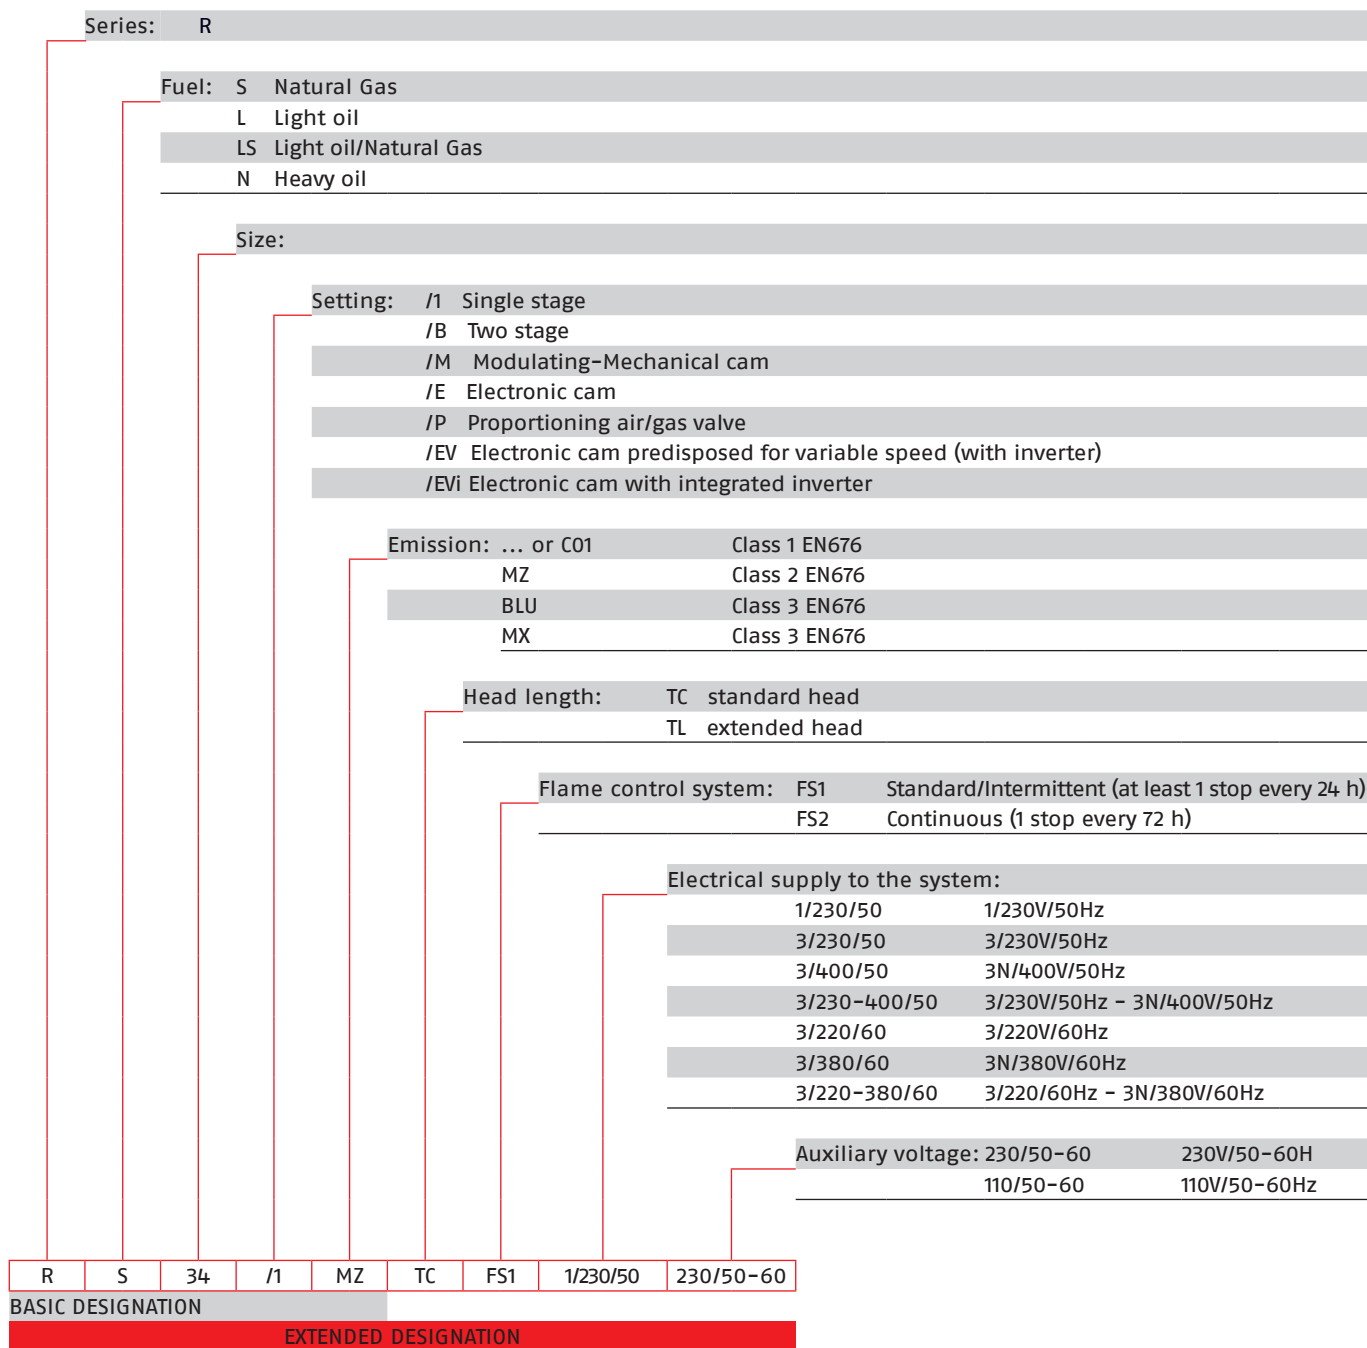 Series: R
Fuel: S Natural Gas
L Light oil
LS Light oil/Natural Gas
N Heavy oil
Size:
Setting: /1 Single stage
/B Two stage
/M Modulating-Mechanical cam
/E Electronic cam
/P Proportioning air/gas valve
/EV Electronic cam predisposed for variable speed (with inverter)
/EVi Electronic cam with integrated inverter
Emission: ... or C01 Class 1 EN676
MZ Class 2 EN676
BLU Class 3 EN676
MX Class 3 EN676
Head length: TC standard head
TL extended head
Flame control system: FS1 Standard/Intermittent (at least 1 stop every 24 h)
FS2 Continuous (1 stop every 72 h)
Electrical supply to the system:
1/230/50 1/230V/50Hz
3/230/50 3/230V/50Hz
3/400/50 3N/400V/50Hz
3/230-400/50 3/230V/50Hz - 3N/400V/50Hz
3/220/60 3/220V/60Hz
3/380/60 3N/380V/60Hz
3/220-380/60 3/220/60Hz - 3N/380V/60Hz
Auxiliary voltage: 230/50-60 230V/50-60H
110/50-60 110V/50-60Hz
R S 34 /1 MZ TC FS1 1/230/50 230/50-60
BASIC DESIGNATION
EXTENDED DESIGNATION